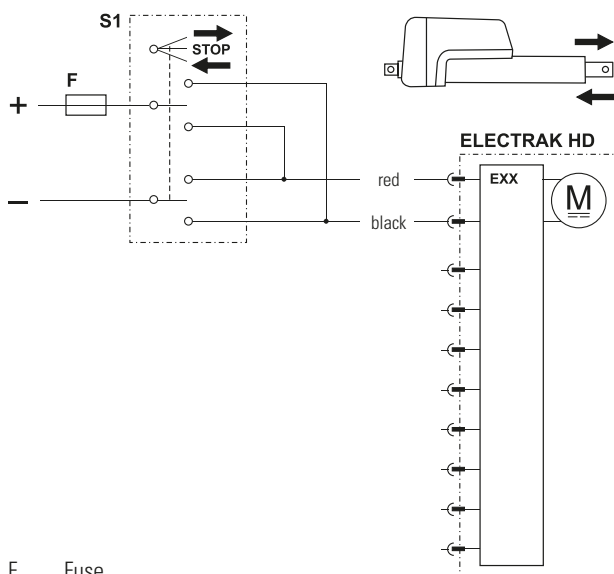 S1
STOP
F
+
–
ELECTRAK HD
red
EXX
M
black
F Fuse